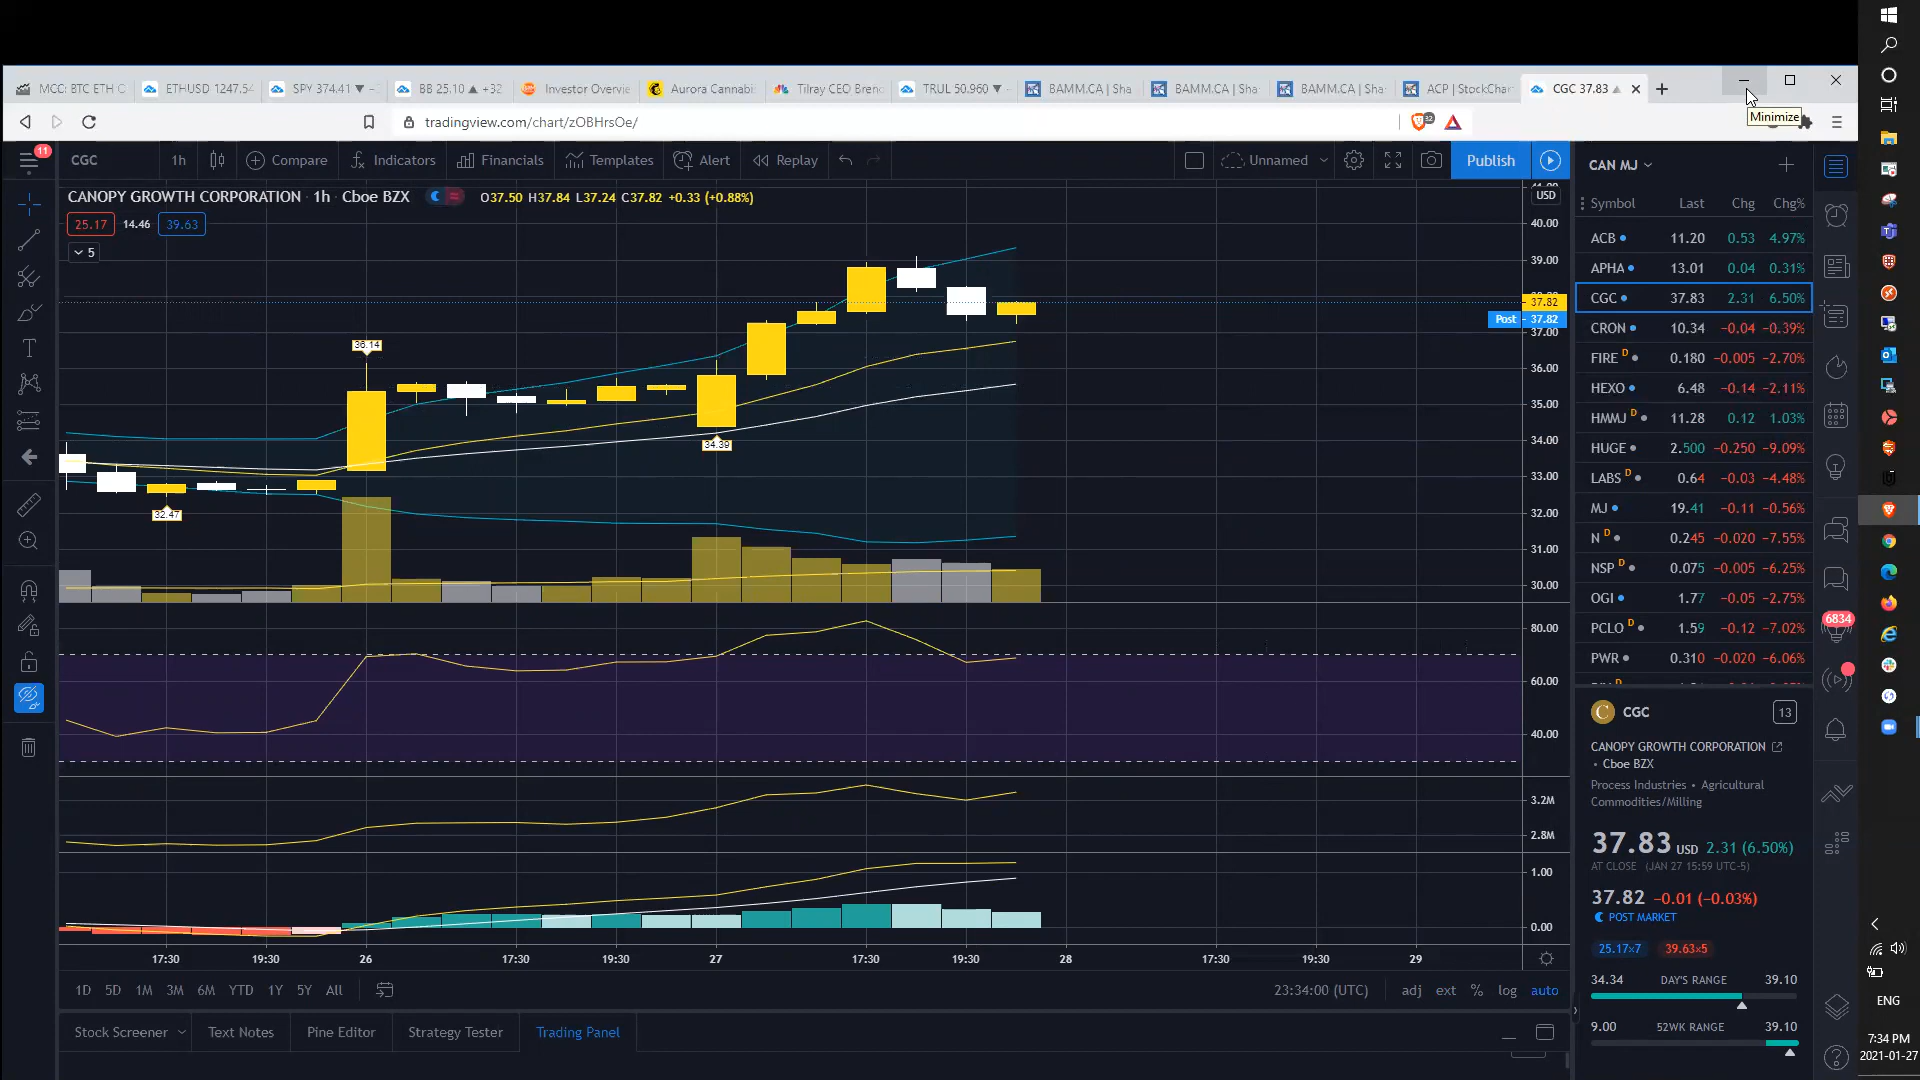 MCC: BTC ETH C
ETHUSD 1247.54
SPY 374.41 ▼ −
BB 25.10 ▲ +32
Investor Overvie
Aurora Cannabi
Tilray CEO Bren
TRUL 50.960 ▼ −
BAMM.CA | Sha
BAMM.CA | Sha
BAMM.CA | Sha
ACP | StockChar
CGC 37.83 ▲
Minimize
tradingview.com/chart/zOBHrsOe/
32
11
CGC
1h
Compare
Indicators
Financials
Templates
Alert
Replay
Unnamed
Publish
CANOPY GROWTH CORPORATION · 1h · Cboe BZX
O37.50 H37.84 L37.24 C37.82 +0.33 (+0.88%)
25.17
14.46
39.63
5
USD
40.00
39.00
37.82
Post
37.82
37.00
36.00
35.00
34.00
33.00
32.00
31.00
30.00
36.14
34.39
32.47
80.00
60.00
40.00
3.2M
2.8M
1.00
0.00
17:30
19:30
26
17:30
19:30
27
17:30
19:30
28
17:30
19:30
29
1D 5D 1M 3M 6M YTD 1Y 5Y All
23:34:00 (UTC)
adj ext % log auto
Stock Screener
Text Notes
Pine Editor
Strategy Tester
Trading Panel
CAN MJ
Symbol Last Chg Chg%
ACB 11.20 0.53 4.97%
APHA 13.01 0.04 0.31%
CGC 37.83 2.31 6.50%
CRON 10.34 −0.04 −0.39%
FIRE D 0.180 −0.005 −2.70%
HEXO 6.48 −0.14 −2.11%
HMMJ D 11.28 0.12 1.03%
HUGE 2.500 −0.250 −9.09%
LABS D 0.64 −0.03 −4.48%
MJ 19.41 −0.11 −0.56%
N D 0.245 −0.020 −7.55%
NSP D 0.075 −0.005 −6.25%
OGI 1.77 −0.05 −2.75%
PCLO D 1.59 −0.12 −7.02%
PWR 0.310 −0.020 −6.06%
C CGC
13
CANOPY GROWTH CORPORATION
• Cboe BZX
Process Industries • Agricultural
Commodities/Milling
37.83 USD 2.31 (6.50%)
AT CLOSE (JAN 27 15:59 UTC-5)
37.82 −0.01 (−0.03%)
POST MARKET
25.17×7
39.63×5
34.34 DAY'S RANGE 39.10
9.00 52WK RANGE 39.10
6834
ENG
7:34 PM
2021-01-27